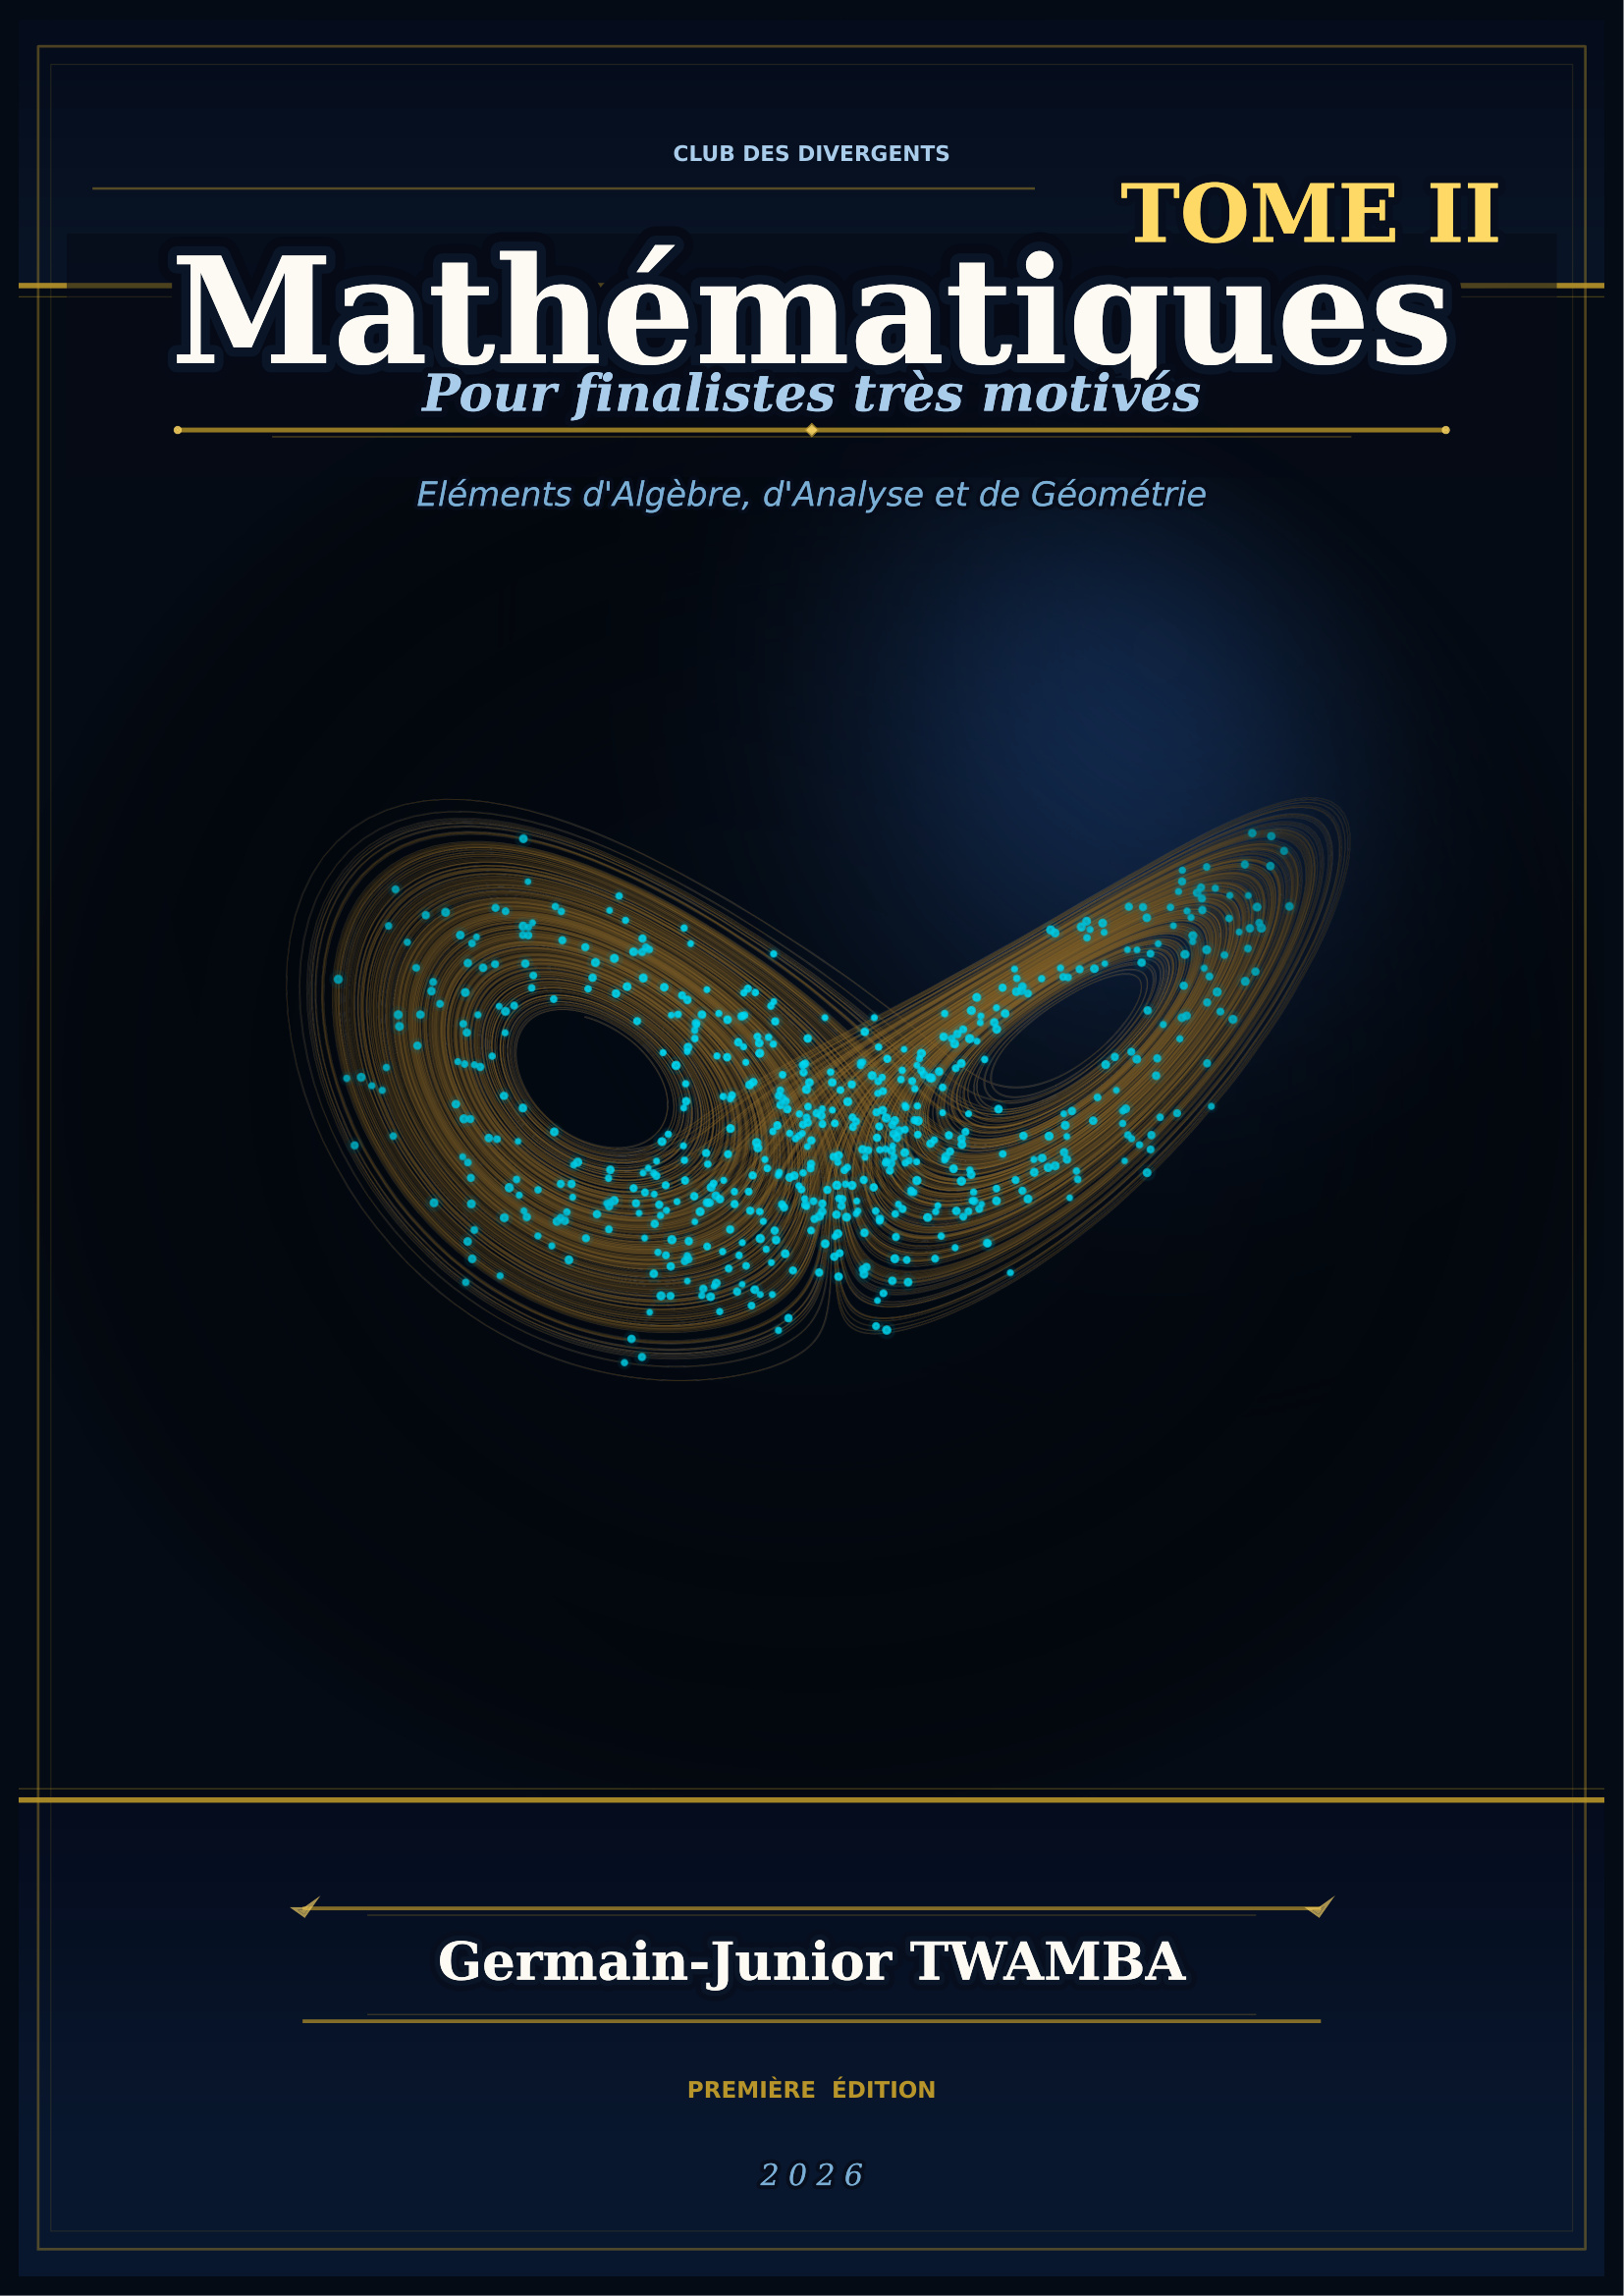 CLUB DES DIVERGENTS
TOME II
Mathématiques
Pour finalistes très motivés
Eléments d'Algèbre, d'Analyse et de Géométrie
Germain-Junior TWAMBA
PREMIÈRE ÉDITION
2026